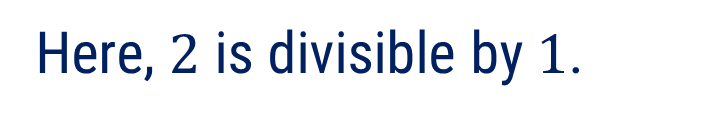 Here, 2 is divisible by 1.